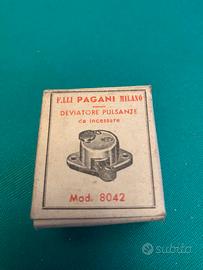 F.LLI PAGANI MILANO
DEVIATORE PULSANTE
da incassare
Mod. 8042
subito